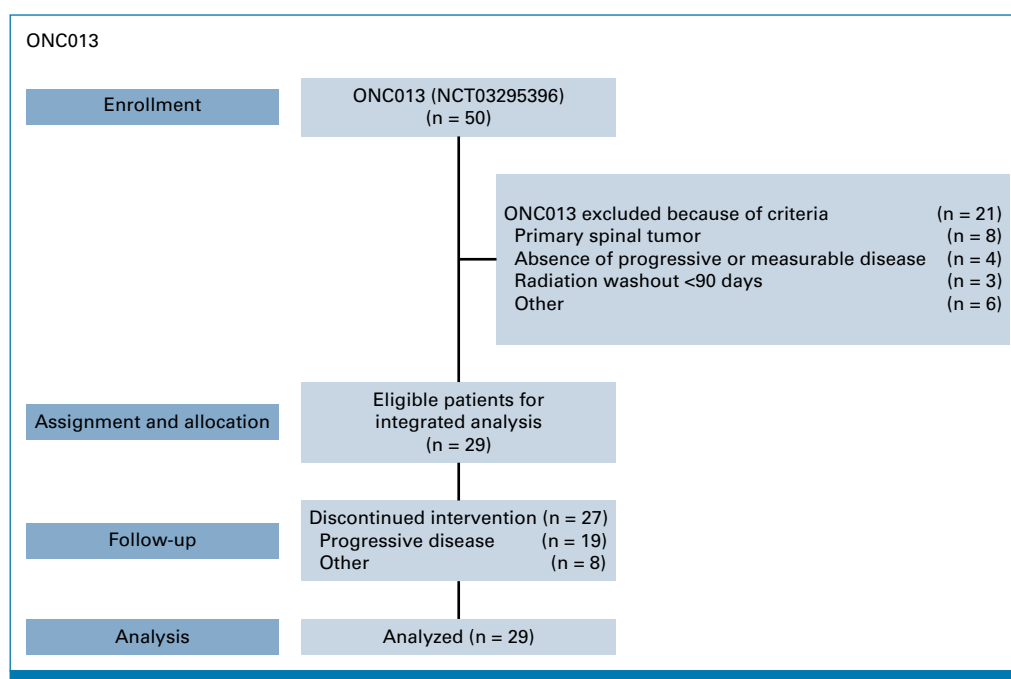 ONC013
Enrollment
ONC013 (NCT03295396)
(n = 50)
ONC013 excluded because of criteria (n = 21)
Primary spinal tumor (n = 8)
Absence of progressive or measurable disease (n = 4)
Radiation washout <90 days (n = 3)
Other (n = 6)
Assignment and allocation
Eligible patients for
integrated analysis
(n = 29)
Follow-up
Discontinued intervention (n = 27)
Progressive disease (n = 19)
Other (n = 8)
Analysis
Analyzed (n = 29)